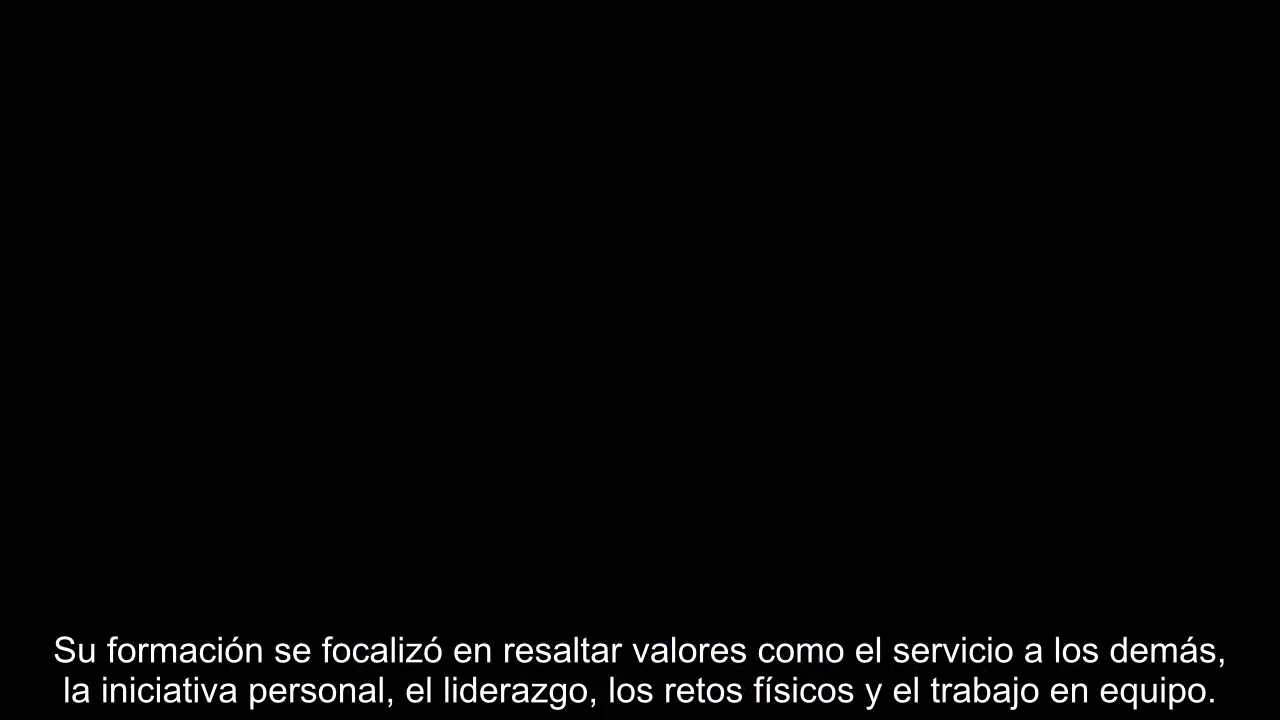 Su formación se focalizó en resaltar valores como el servicio a los demás,
la iniciativa personal, el liderazgo, los retos físicos y el trabajo en equipo.